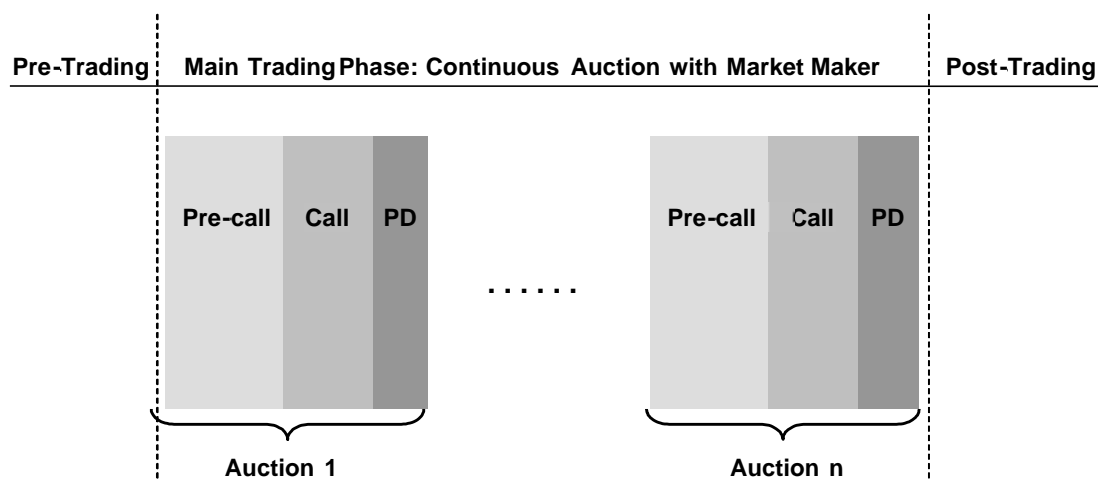 Pre-Trading Main Trading Phase: Continuous Auction with Market Maker Post-Trading
Pre-call Call PD Pre-call Call PD
......
Auction 1 Auction n